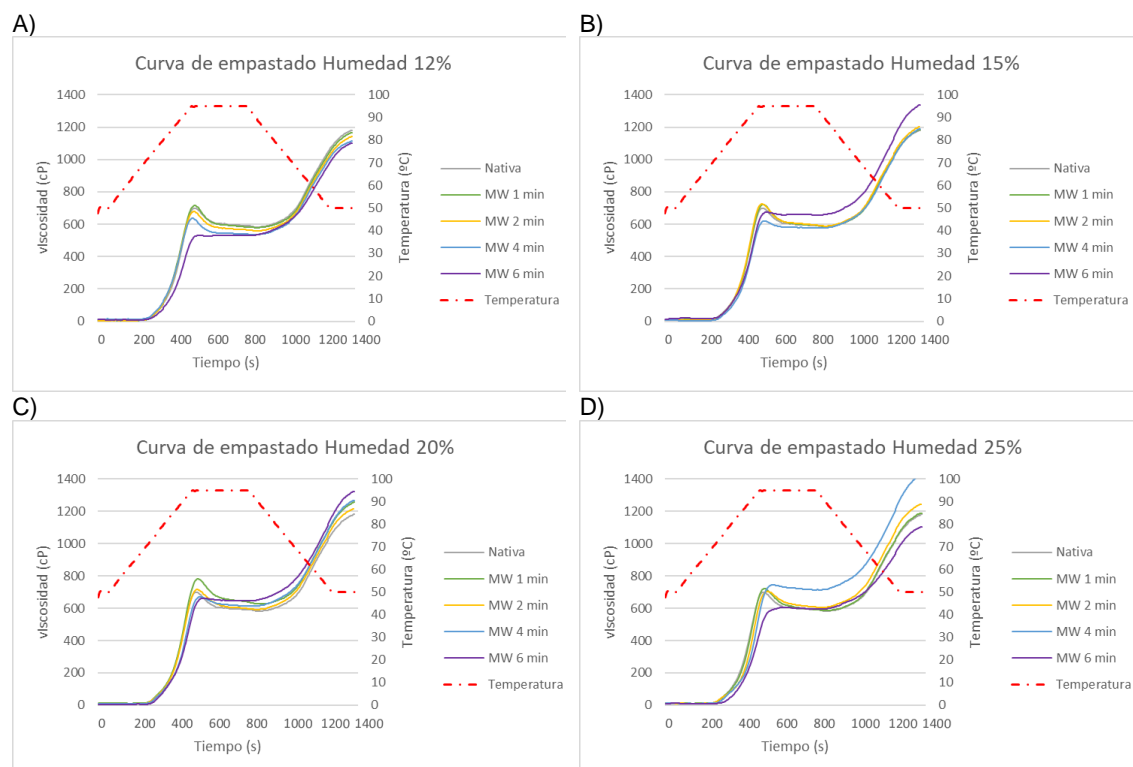 A)
Curva de empastado Humedad 12%
1400
1200
1000
800
600
400
200
0
vIscosidad (cP)
100
90
80
70
60
50
40
30
20
10
0
Temperatura (ºC)
0 200 400 600 800 1000 1200 1400
Tiempo (s)
Nativa
MW 1 min
MW 2 min
MW 4 min
MW 6 min
Temperatura
B)
Curva de empastado Humedad 15%
1400
1200
1000
800
600
400
200
0
vIscosidad (cP)
100
90
80
70
60
50
40
30
20
10
0
Temperatura (ºC)
0 200 400 600 800 1000 1200 1400
Tiempo (s)
Nativa
MW 1 min
MW 2 min
MW 4 min
MW 6 min
Temperatura
C)
Curva de empastado Humedad 20%
1400
1200
1000
800
600
400
200
0
vIscosidad (cP)
100
90
80
70
60
50
40
30
20
10
0
Temperatura (ºC)
0 200 400 600 800 1000 1200 1400
Tiempo (s)
Nativa
MW 1 min
MW 2 min
MW 4 min
MW 6 min
Temperatura
D)
Curva de empastado Humedad 25%
1400
1200
1000
800
600
400
200
0
vIscosidad (cP)
100
90
80
70
60
50
40
30
20
10
0
Temperatura (ºC)
0 200 400 600 800 1000 1200 1400
Tiempo (s)
Nativa
MW 1 min
MW 2 min
MW 4 min
MW 6 min
Temperatura